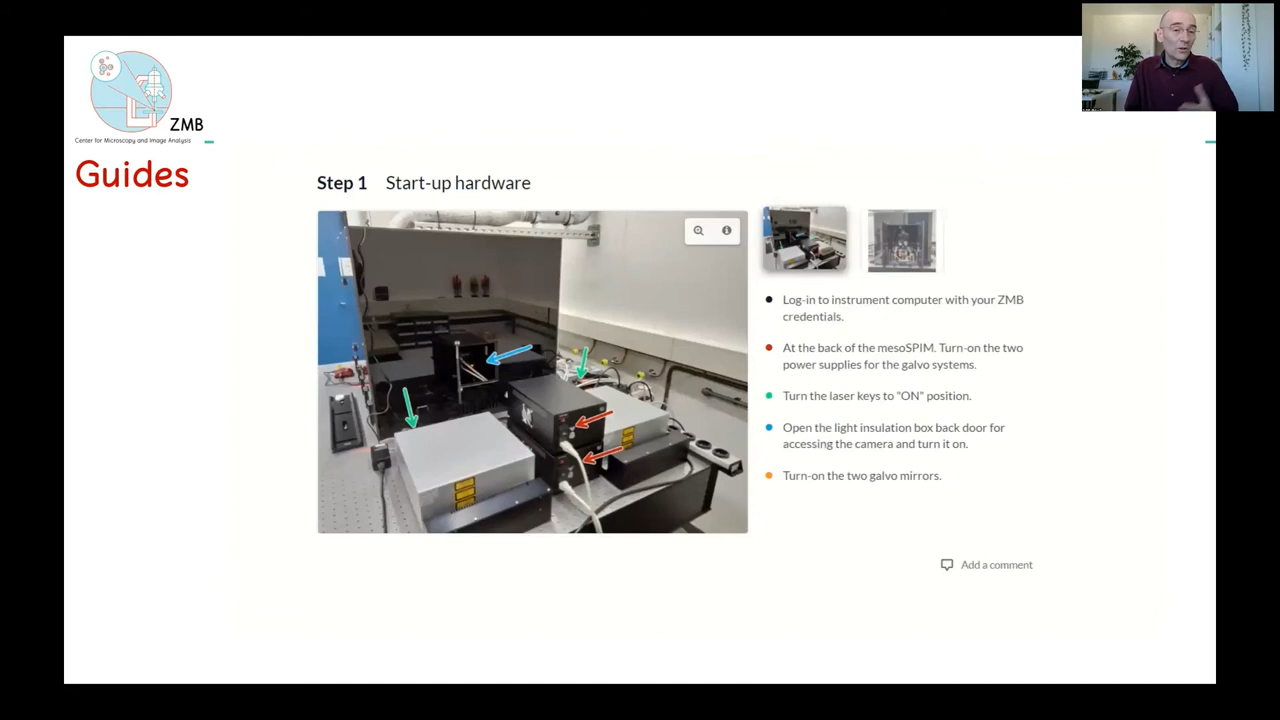 ZMB
Center for Microscopy and Image Analysis
Guides
Step 1 Start-up hardware
Log-in to instrument computer with your ZMB
credentials.
At the back of the mesoSPIM. Turn-on the two
power supplies for the galvo systems.
Turn the laser keys to "ON" position.
Open the light insulation box back door for
accessing the camera and turn it on.
Turn-on the two galvo mirrors.
Add a comment